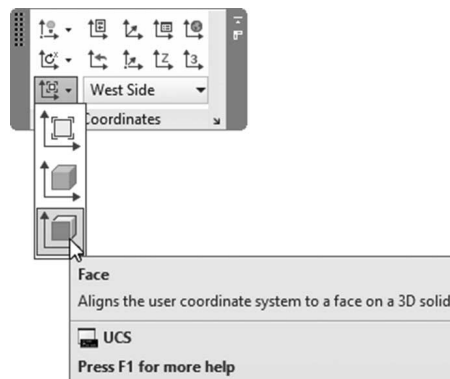 West Side
Coordinates
Face
Aligns the user coordinate system to a face on a 3D solid
UCS
Press F1 for more help